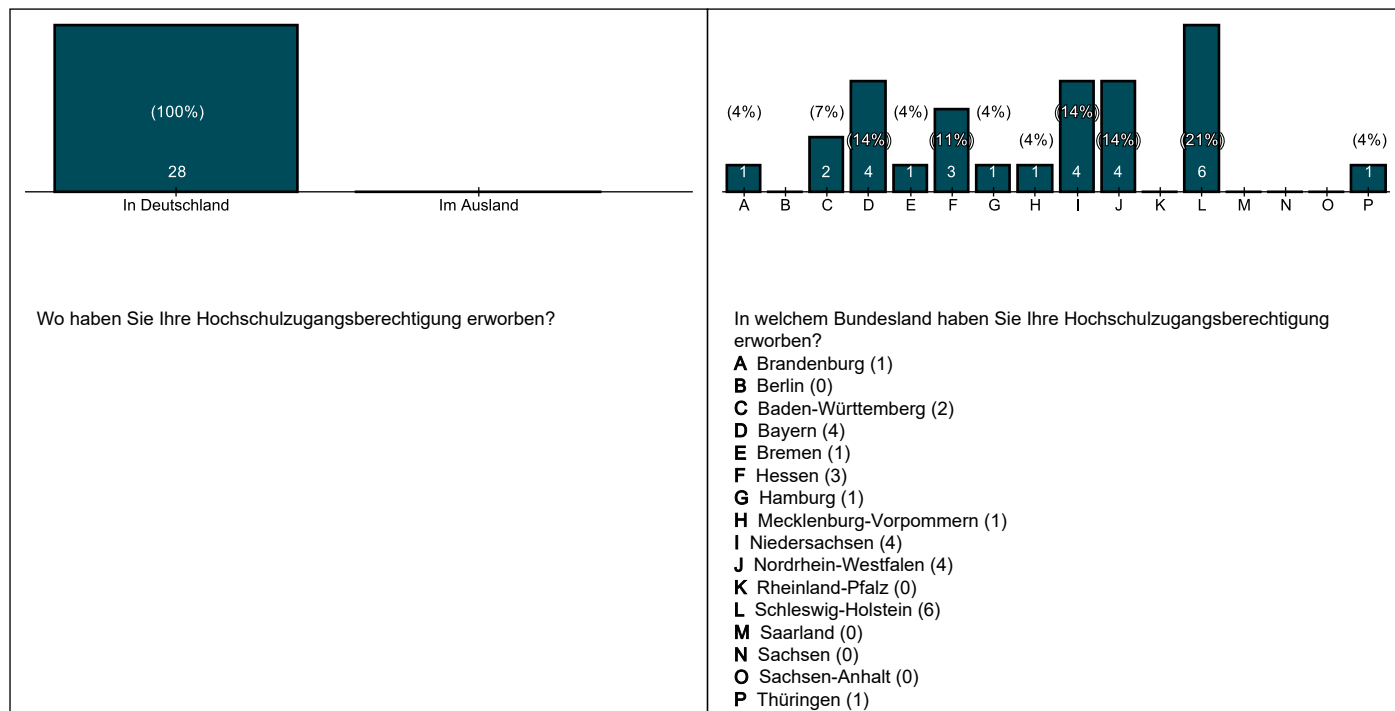 (100%)
28
In Deutschland Im Ausland
Wo haben Sie Ihre Hochschulzugangsberechtigung erworben?
(4%) (7%) (4%) (4%) (14%) (4%)
(14%) (11%) (4%) (14%) (21%)
1 2 4 1 3 1 1 4 4 6 1
A B C D E F G H I J K L M N O P
In welchem Bundesland haben Sie Ihre Hochschulzugangsberechtigung
erworben?
A Brandenburg (1)
B Berlin (0)
C Baden-Württemberg (2)
D Bayern (4)
E Bremen (1)
F Hessen (3)
G Hamburg (1)
H Mecklenburg-Vorpommern (1)
I Niedersachsen (4)
J Nordrhein-Westfalen (4)
K Rheinland-Pfalz (0)
L Schleswig-Holstein (6)
M Saarland (0)
N Sachsen (0)
O Sachsen-Anhalt (0)
P Thüringen (1)